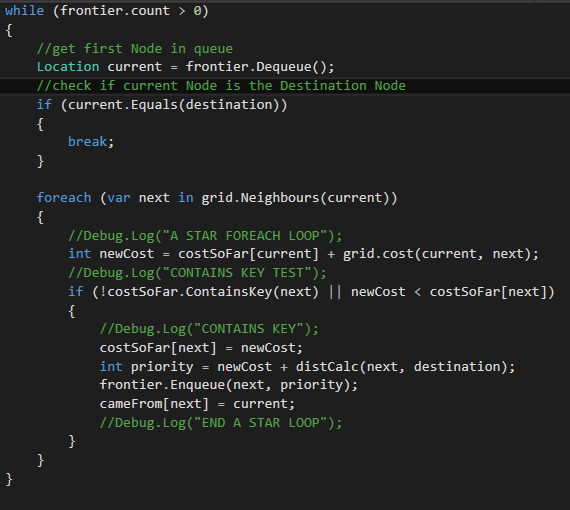 while (frontier.count > 0)
{
    //get first Node in queue
    Location current = frontier.Dequeue();
    //check if current Node is the Destination Node
    if (current.Equals(destination))
    {
        break;
    }

    foreach (var next in grid.Neighbours(current))
    {
        //Debug.Log("A STAR FOREACH LOOP");
        int newCost = costSoFar[current] + grid.cost(current, next);
        //Debug.Log("CONTAINS KEY TEST");
        if (!costSoFar.ContainsKey(next) || newCost < costSoFar[next])
        {
            //Debug.Log("CONTAINS KEY");
            costSoFar[next] = newCost;
            int priority = newCost + distCalc(next, destination);
            frontier.Enqueue(next, priority);
            cameFrom[next] = current;
            //Debug.Log("END A STAR LOOP");
        }
    }
}